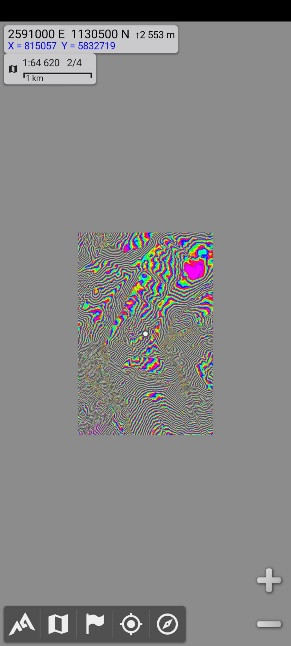 2591000 E  1130500 N  ↑2 553 m
X = 815057  Y = 5832719
1:64 620  2/4
1 km